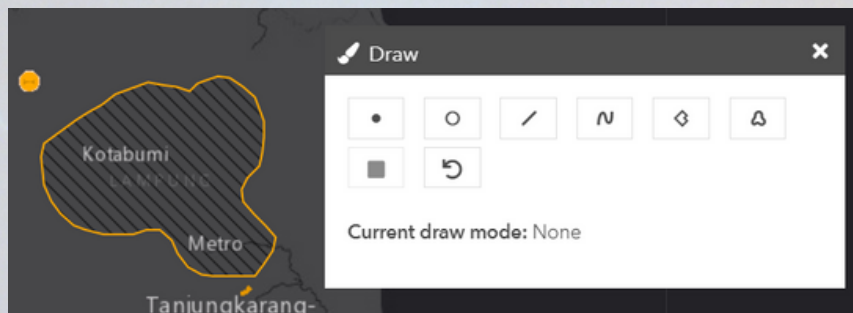 Draw
Kotabumi
LAMPUNG
Current draw mode: None
Metro
Tanjungkarang-